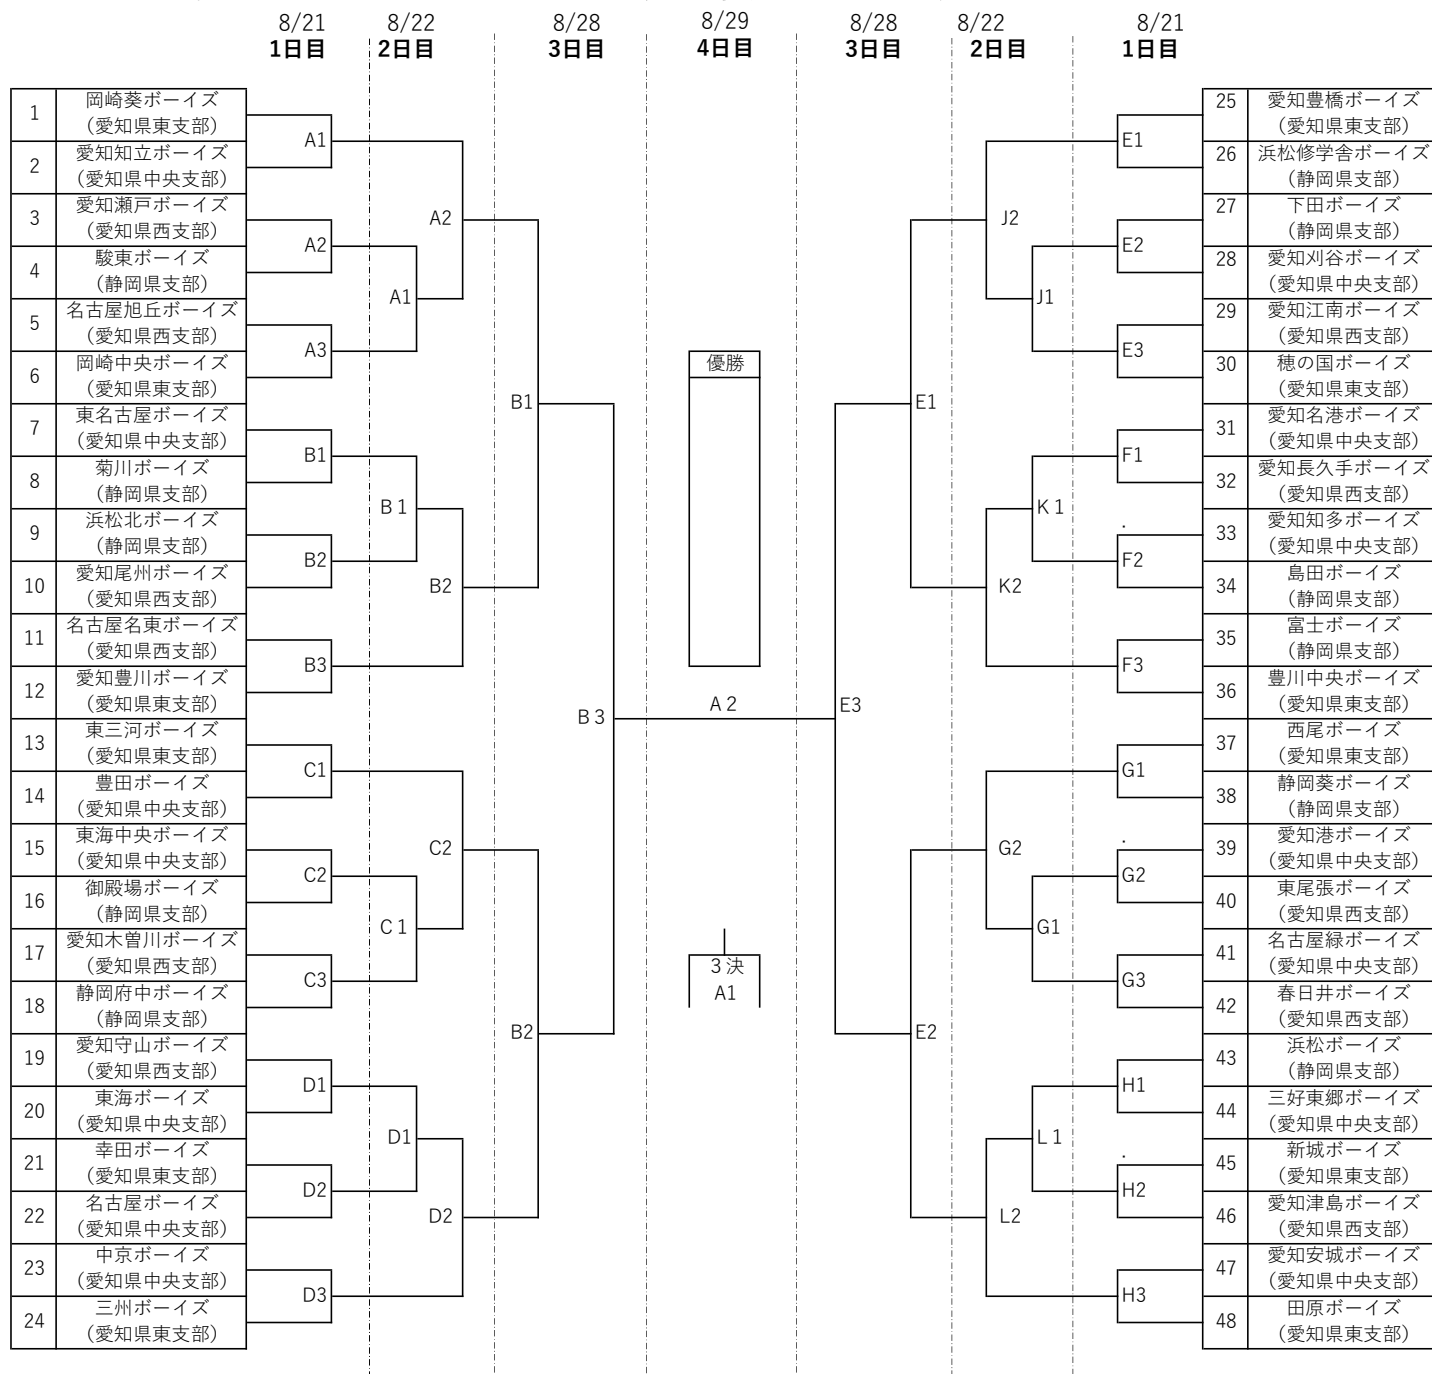 8/21 8/22 8/28 8/29 8/28 8/22 8/21
1日目 2日目 3日目 4日目 3日目 2日目 1日目
1 岡崎葵ボーイズ
(愛知県東支部)
2 愛知知立ボーイズ
(愛知県中央支部)
3 愛知瀬戸ボーイズ
(愛知県西支部)
4 駿東ボーイズ
(静岡県支部)
5 名古屋旭丘ボーイズ
(愛知県西支部)
6 岡崎中央ボーイズ
(愛知県東支部)
7 東名古屋ボーイズ
(愛知県中央支部)
8 菊川ボーイズ
(静岡県支部)
9 浜松北ボーイズ
(静岡県支部)
10 愛知尾州ボーイズ
(愛知県西支部)
11 名古屋名東ボーイズ
(愛知県西支部)
12 愛知豊川ボーイズ
(愛知県東支部)
13 東三河ボーイズ
(愛知県東支部)
14 豊田ボーイズ
(愛知県中央支部)
15 東海中央ボーイズ
(愛知県中央支部)
16 御殿場ボーイズ
(静岡県支部)
17 愛知木曽川ボーイズ
(愛知県西支部)
18 静岡府中ボーイズ
(静岡県支部)
19 愛知守山ボーイズ
(愛知県西支部)
20 東海ボーイズ
(愛知県中央支部)
21 幸田ボーイズ
(愛知県東支部)
22 名古屋ボーイズ
(愛知県中央支部)
23 中京ボーイズ
(愛知県中央支部)
24 三州ボーイズ
(愛知県東支部)
A1
A2
A3
B1
B2
B3
C1
C2
C3
D1
D2
D3
A2
A1
B 1
B2
C2
C 1
D1
D2
B1
B2
B 3
優勝
A 2
3 決
A1
E3
E1
E2
J2
J1
K 1
K2
G2
G1
L 1
L2
E1
E2
E3
F1
F2
F3
G1
G2
G3
H1
H2
H3
25 愛知豊橋ボーイズ
(愛知県東支部)
26 浜松修学舎ボーイズ
(静岡県支部)
27 下田ボーイズ
(静岡県支部)
28 愛知刈谷ボーイズ
(愛知県中央支部)
29 愛知江南ボーイズ
(愛知県西支部)
30 穂の国ボーイズ
(愛知県東支部)
31 愛知名港ボーイズ
(愛知県中央支部)
32 愛知長久手ボーイズ
(愛知県西支部)
33 愛知知多ボーイズ
(愛知県中央支部)
34 島田ボーイズ
(静岡県支部)
35 富士ボーイズ
(静岡県支部)
36 豊川中央ボーイズ
(愛知県東支部)
37 西尾ボーイズ
(愛知県東支部)
38 静岡葵ボーイズ
(静岡県支部)
39 愛知港ボーイズ
(愛知県中央支部)
40 東尾張ボーイズ
(愛知県西支部)
41 名古屋緑ボーイズ
(愛知県中央支部)
42 春日井ボーイズ
(愛知県西支部)
43 浜松ボーイズ
(静岡県支部)
44 三好東郷ボーイズ
(愛知県中央支部)
45 新城ボーイズ
(愛知県東支部)
46 愛知津島ボーイズ
(愛知県西支部)
47 愛知安城ボーイズ
(愛知県中央支部)
48 田原ボーイズ
(愛知県東支部)